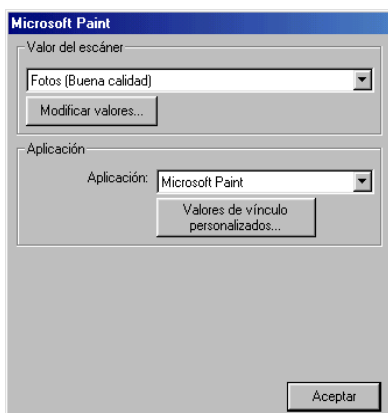 Microsoft Paint
Valor del escáner
Fotos (Buena calidad)
Modificar valores...
Aplicación
Aplicación: Microsoft Paint
Valores de vínculo
personalizados...
Aceptar